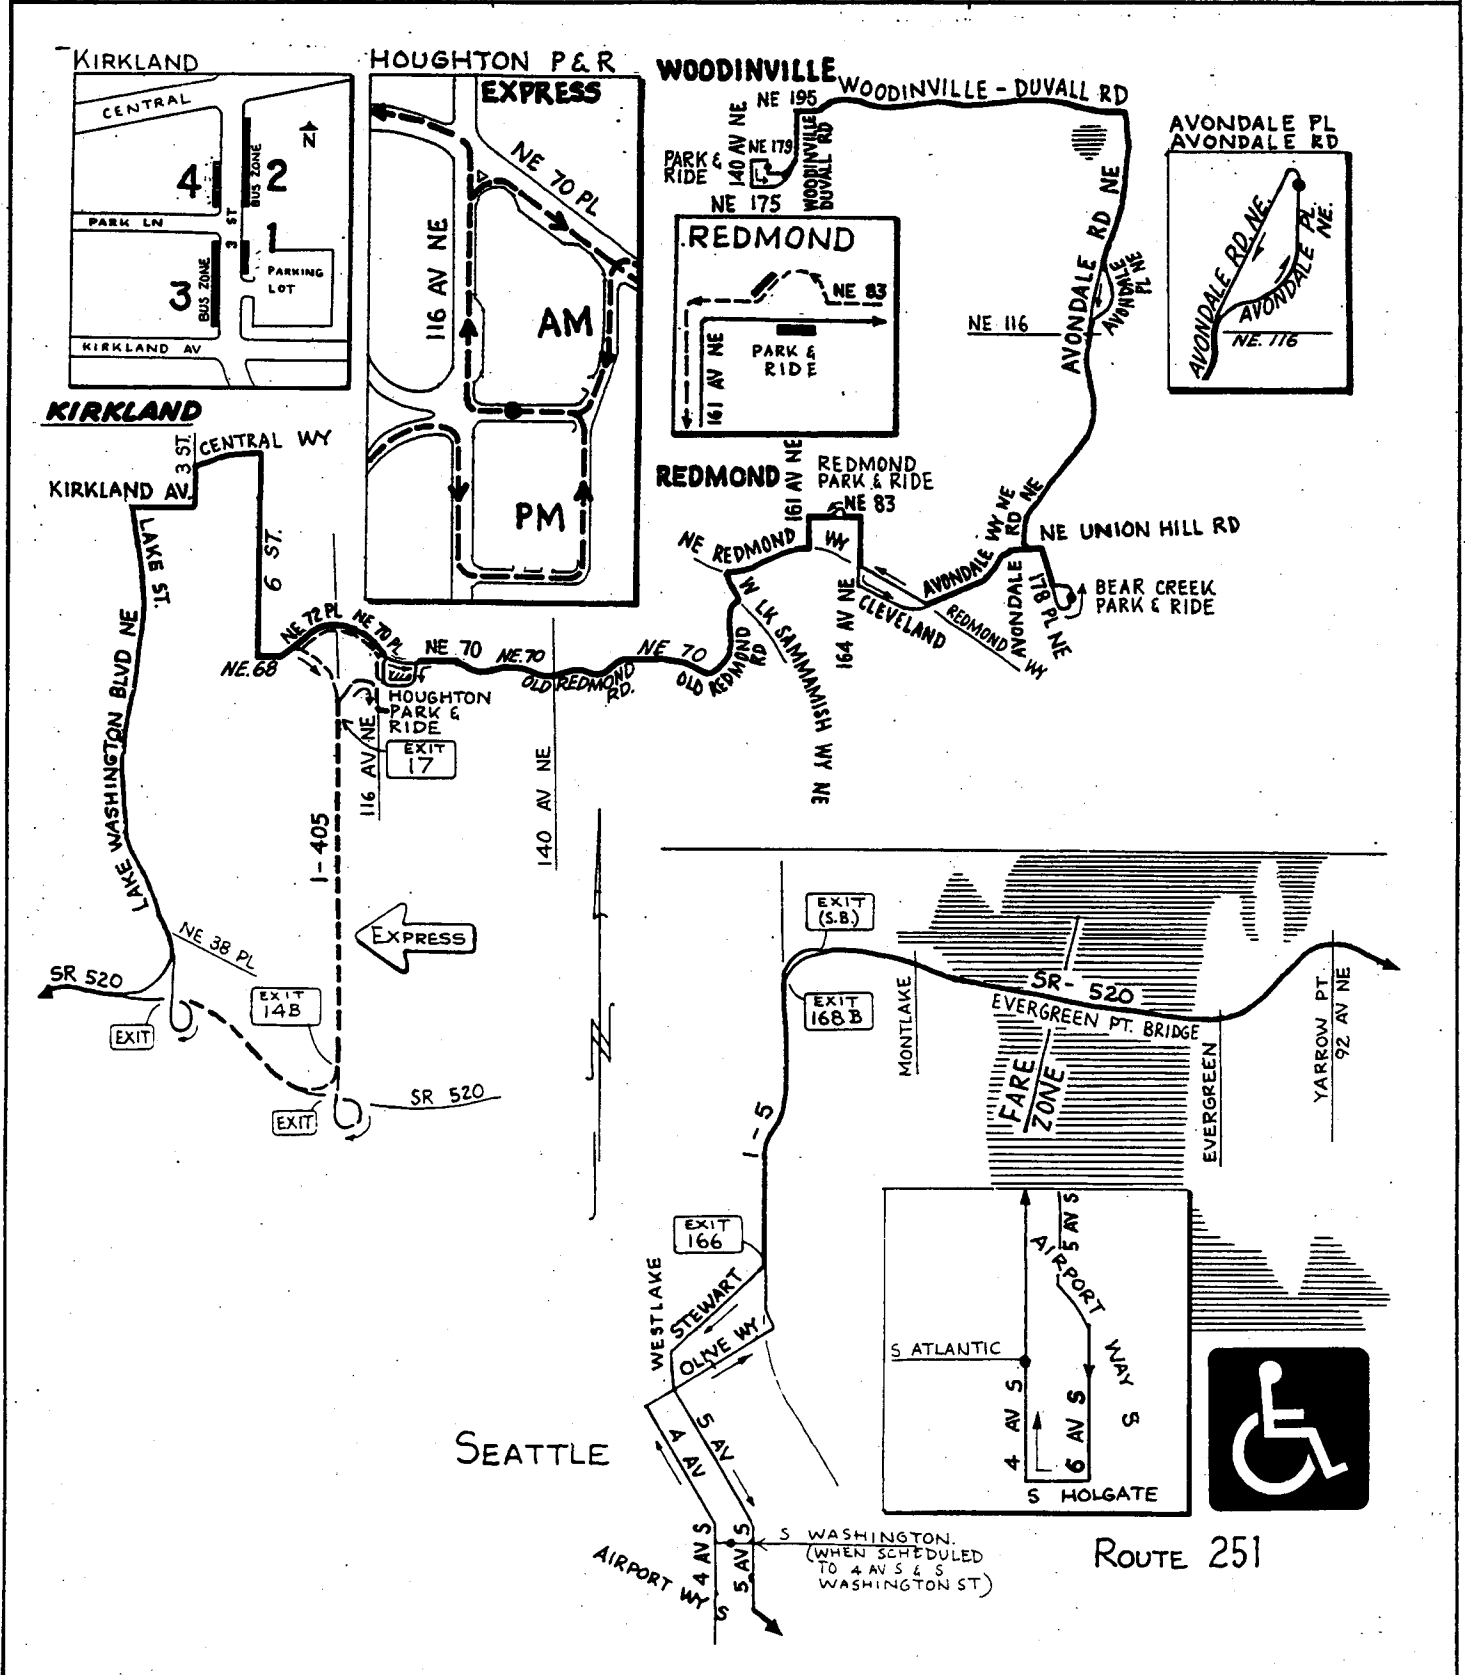 KIRKLAND
CENTRAL
N
4
BUS ZONE
2
PARK LN
3 ST
1
PARKING
LOT
3
BUS ZONE
KIRKLAND AV
HOUGHTON P & R
EXPRESS
NE 70 PL
116 AV NE
AM
PM
WOODINVILLE
WOODINVILLE - DUVALL RD
NE 195
140 AV NE
NE 179
WOODINVILLE
DUVALL RD
PARK &
RIDE
NE 175
REDMOND
NE 83
PARK &
RIDE
161 AV NE
AVONDALE RD NE
AVONDALE
PL NE
NE 116
AVONDALE PL
AVONDALE RD
AVONDALE RD. NE.
AVONDALE PL.
NE.
NE. 116
KIRKLAND
3 ST.
CENTRAL WY
KIRKLAND AV.
LAKE ST.
6 ST.
LAKE WASHINGTON BLVD NE
NE. 68
NE. 72 PL
NE 70 PL
NE 70
NE. 70
OLD REDMOND
RD.
NE 70
OLD REDMOND
RD
HOUGHTON
PARK &
RIDE
EXIT
17
116 AV NE
140 AV NE
I-405
EXPRESS
NE 38 PL
SR 520
EXIT
EXIT
14B
EXIT
SR 520
REDMOND
161 AV NE
REDMOND
PARK & RIDE
NE 83
NE REDMOND WY
W LK SAMMAMISH WY NE
164 AV NE
CLEVELAND
AVONDALE WY NE
REDMOND WY
AVONDALE
RD NE
NE UNION HILL RD
178 PL NE
BEAR CREEK
PARK & RIDE
EXIT
(S.B.)
EXIT
168 B
MONTLAKE
SR- 520
EVERGREEN PT. BRIDGE
FARE
ZONE
EVERGREEN
YARROW PT
92 AV NE
I-5
EXIT
166
WESTLAKE
STEWART
OLIVE WY
5 AV
4 AV
SEATTLE
4 AV S
5 AV S
AIRPORT WY S
S WASHINGTON.
(WHEN SCHEDULED
TO 4 AV S & S
WASHINGTON ST)
5 AV S
AIRPORT WAY S
S ATLANTIC
4 AV S
6 AV S
S HOLGATE
ROUTE 251